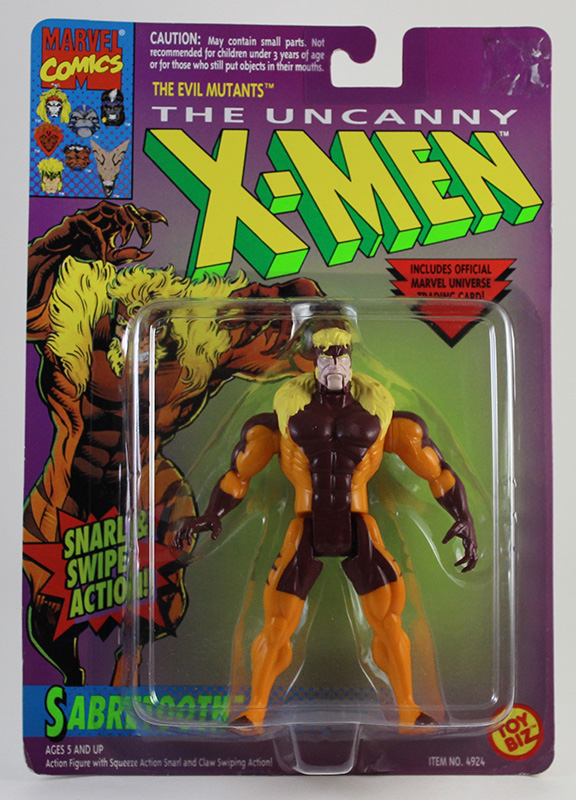 MARVEL
COMICS
M
CAUTION: May contain small parts. Not
recommended for children under 3 years of age
or for those who still put objects in their mouths.
THE EVIL MUTANTS™
THE UNCANNY
X-MEN™
INCLUDES OFFICIAL
MARVEL UNIVERSE
TRADING CARD!
SNARL &
SWIPE
ACTION!
SABRETOOTH™
AGES 5 AND UP
Action Figure with Squeeze Action Snarl and Claw Swiping Action!
ITEM NO. 4924
TOY
BIZ